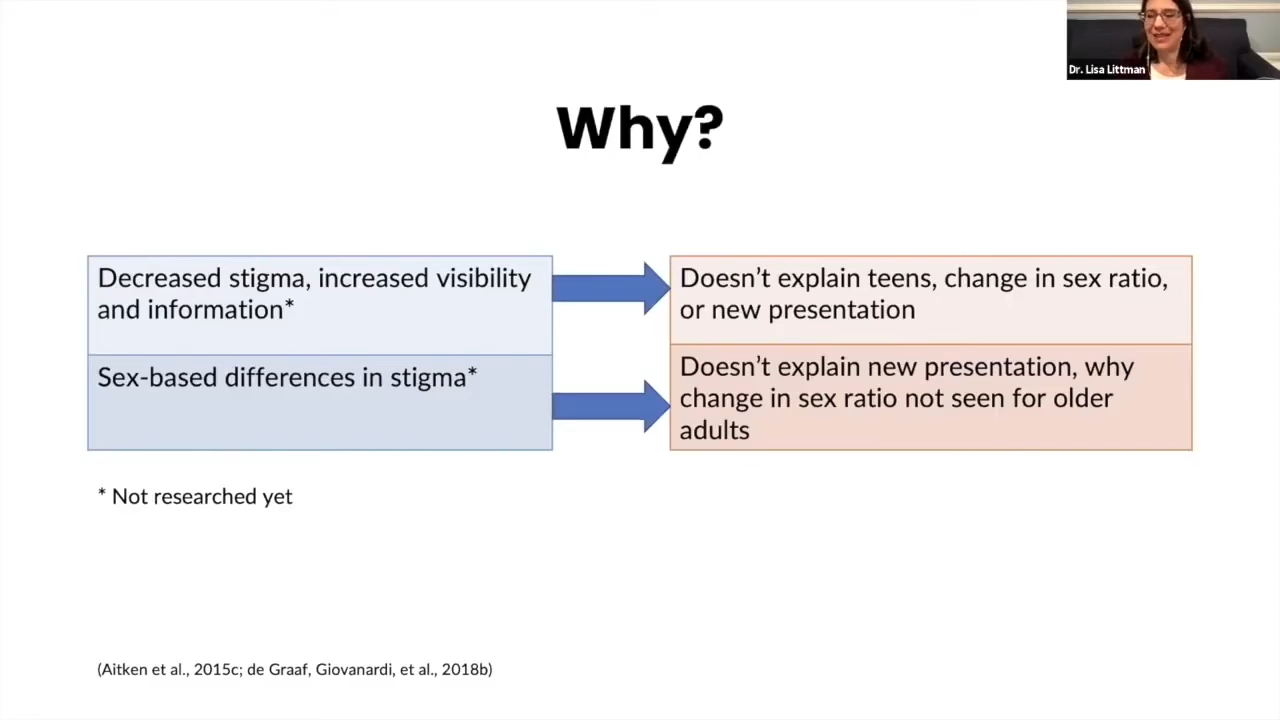 Dr. Lisa Littman
Why?
Decreased stigma, increased visibility
and information*
Doesn’t explain teens, change in sex ratio,
or new presentation
Sex-based differences in stigma*
Doesn’t explain new presentation, why
change in sex ratio not seen for older
adults
* Not researched yet
(Aitken et al., 2015c; de Graaf, Giovanardi, et al., 2018b)